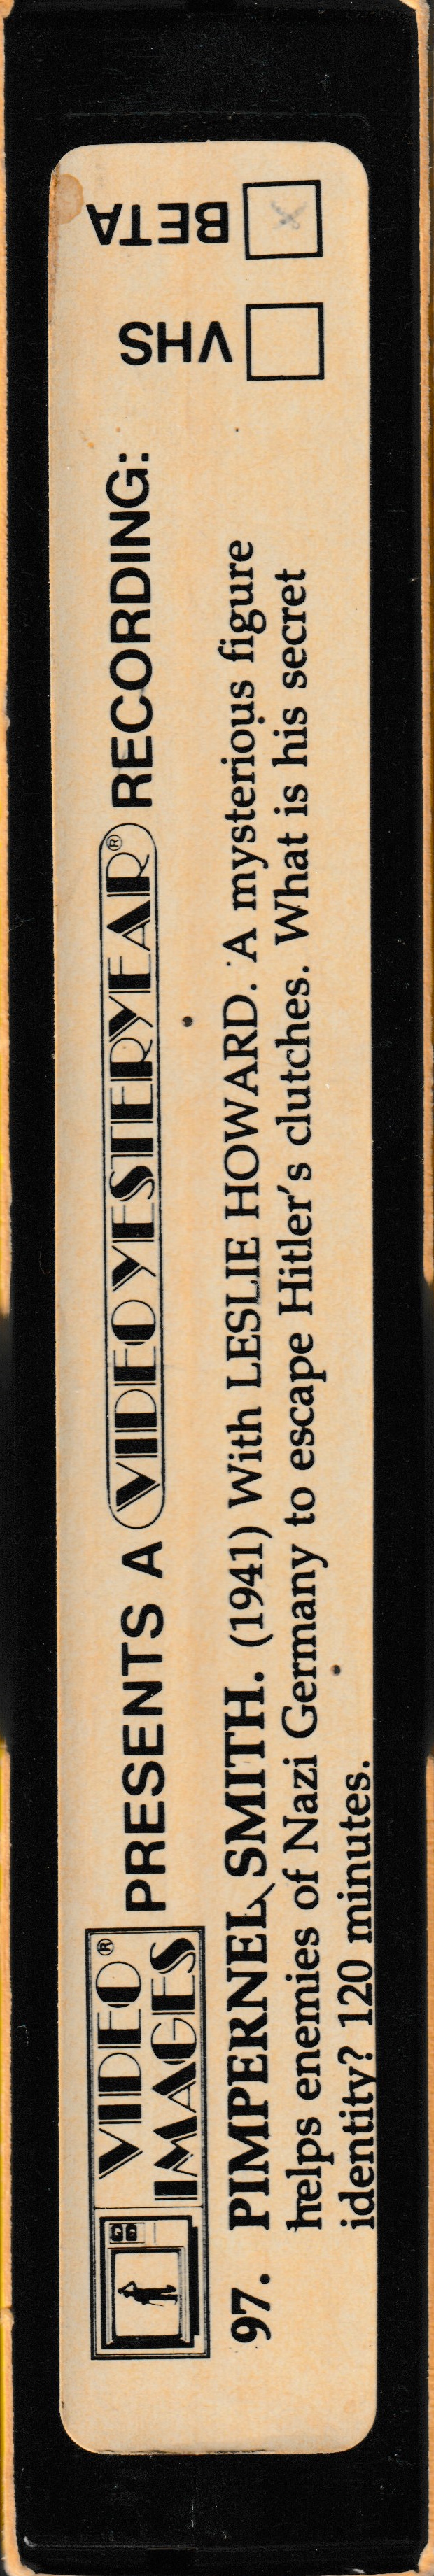 VIDEO® IMAGES PRESENTS A VIDEO YESTERYEAR® RECORDING:
VHS
BETA
97. PIMPERNEL SMITH. (1941) With LESLIE HOWARD. A mysterious figure
helps enemies of Nazi Germany to escape Hitler's clutches. What is his secret
identity? 120 minutes.